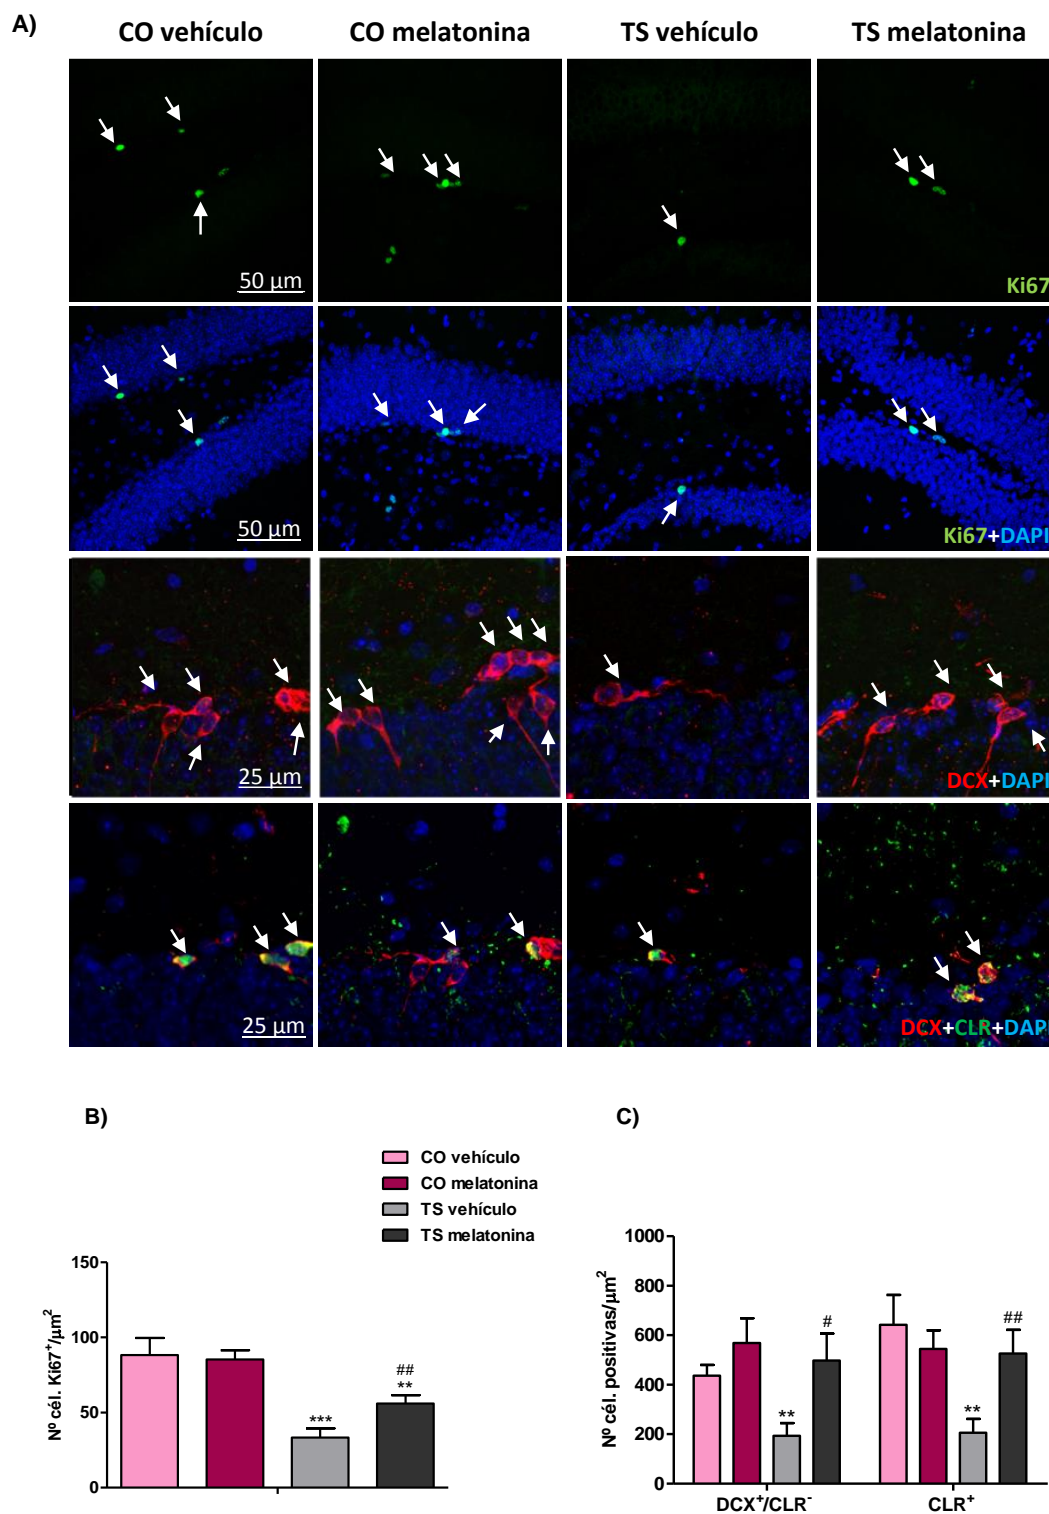 A)
CO vehículo
CO melatonina
TS vehículo
TS melatonina
50 µm
Ki67
50 µm
Ki67+DAPI
25 µm
DCX+DAPI
25 µm
DCX+CLR+DAPI
B)
C)
CO vehículo
CO melatonina
TS vehículo
TS melatonina
Nº cél. Ki67⁺/µm²
150
100
50
0
***
##
**
Nº cél. positivas/µm²
1000
800
600
400
200
0
**
#
**
##
DCX⁺/CLR⁻
CLR⁺